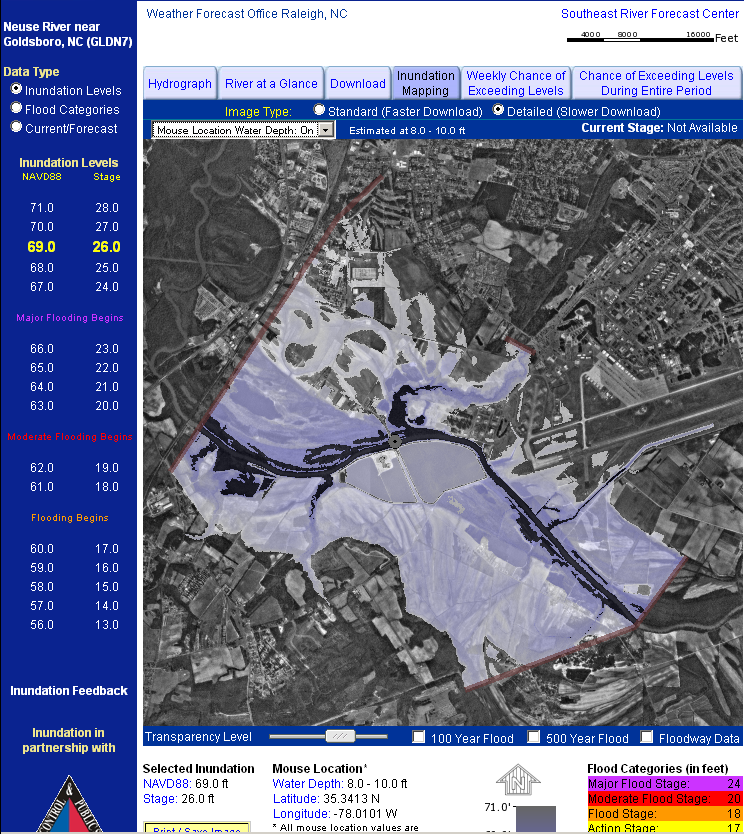 Neuse River near
Goldsboro, NC (GLDN7)
Data Type
Inundation Levels
Flood Categories
Current/Forecast
Inundation Levels
NAVD88 Stage
71.0 28.0
70.0 27.0
69.0 26.0
68.0 25.0
67.0 24.0
Major Flooding Begins
66.0 23.0
65.0 22.0
64.0 21.0
63.0 20.0
Moderate Flooding Begins
62.0 19.0
61.0 18.0
Flooding Begins
60.0 17.0
59.0 16.0
58.0 15.0
57.0 14.0
56.0 13.0
Inundation Feedback
Inundation in
partnership with
CONTROL & PUBLIC
Weather Forecast Office Raleigh, NC
Southeast River Forecast Center
4000 8000 16000 Feet
Hydrograph
River at a Glance
Download
Inundation
Mapping
Weekly Chance of
Exceeding Levels
Chance of Exceeding Levels
During Entire Period
Image Type: Standard (Faster Download) Detailed (Slower Download)
Mouse Location Water Depth: On Estimated at 8.0 - 10.0 ft Current Stage: Not Available
Transparency Level 100 Year Flood 500 Year Flood Floodway Data
Selected Inundation
NAVD88: 69.0 ft
Stage: 26.0 ft
Print / Save Image
Mouse Location*
Water Depth: 8.0 - 10.0 ft
Latitude: 35.3413 N
Longitude: -78.0101 W
* All mouse location values are
N
71.0'
Flood Categories (in feet)
Major Flood Stage: 24
Moderate Flood Stage: 20
Flood Stage: 18
Action Stage: 17